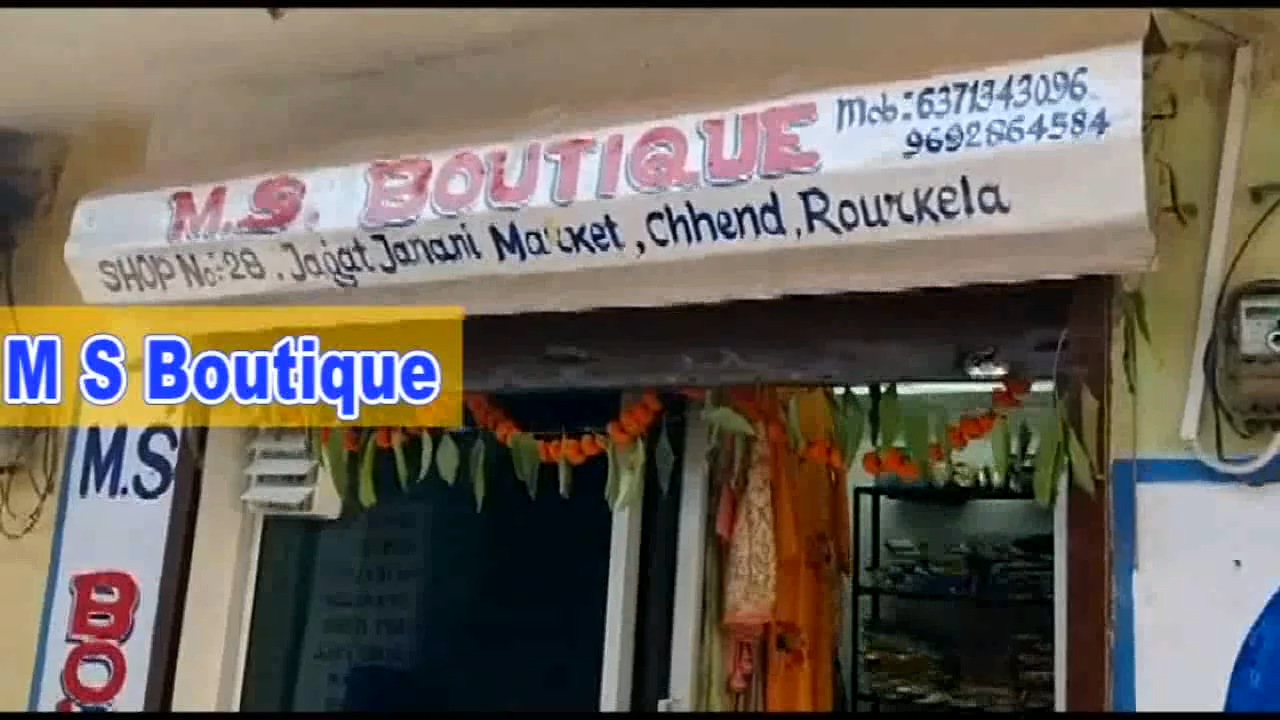 M.S. BOUTIQUE Mob:-6371343096
9692864584
SHOP No:-28, Jagat Janani Market, Chhend, Rourkela
M S Boutique
M.S
BO